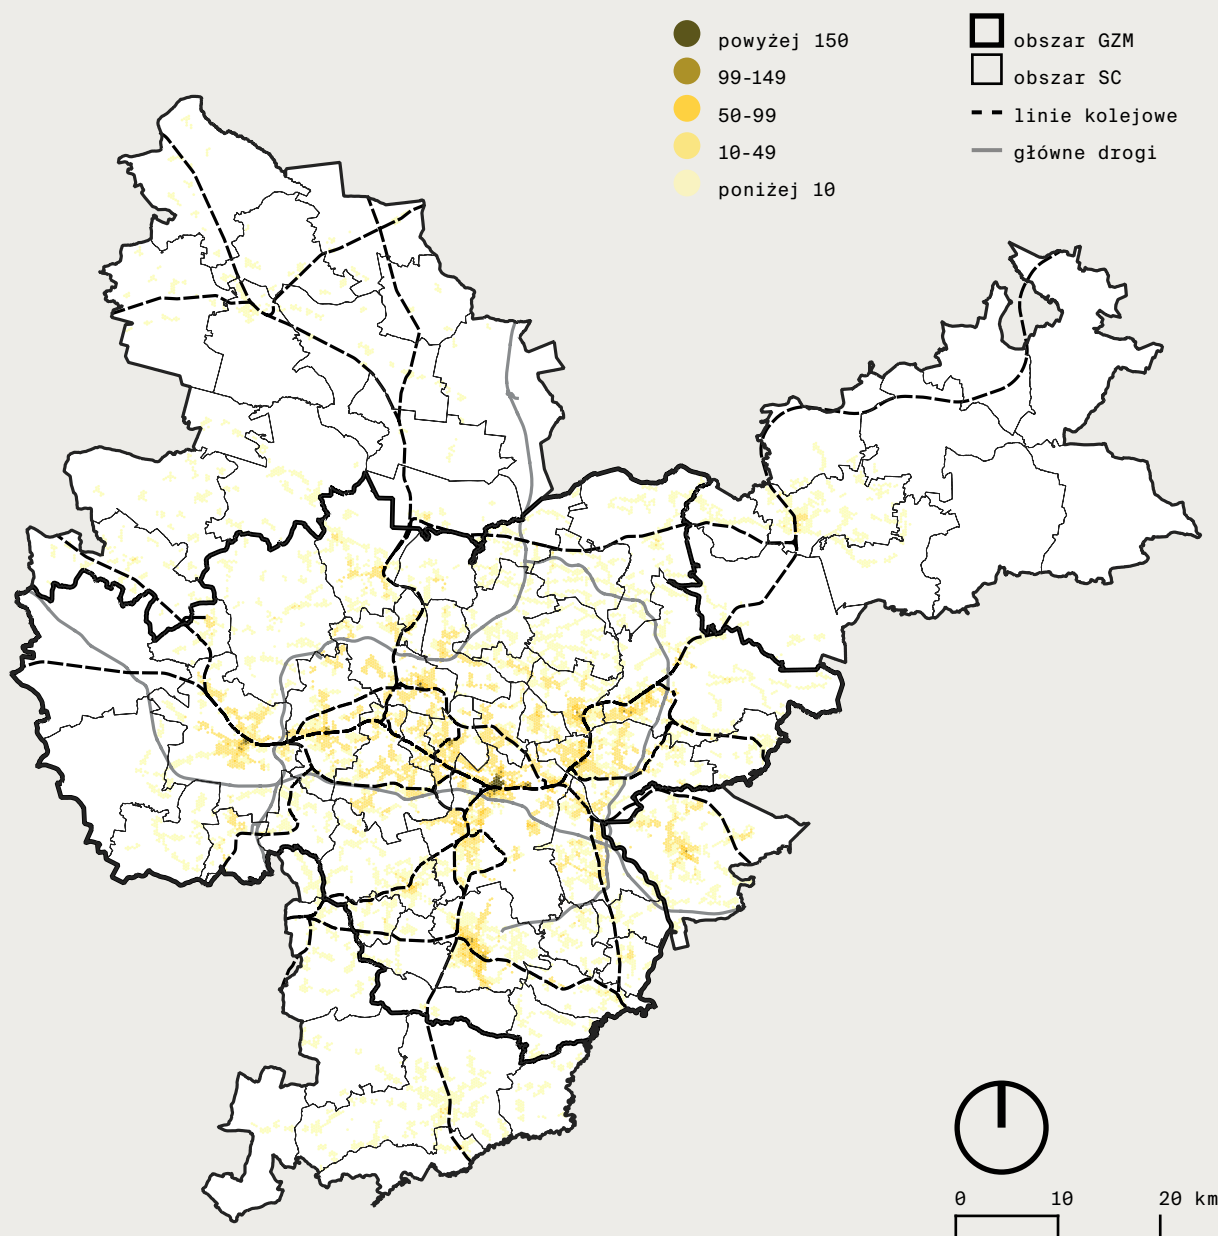 powyżej 150
99-149
50-99
10-49
poniżej 10
obszar GZM
obszar SC
linie kolejowe
główne drogi
0 10 20 km